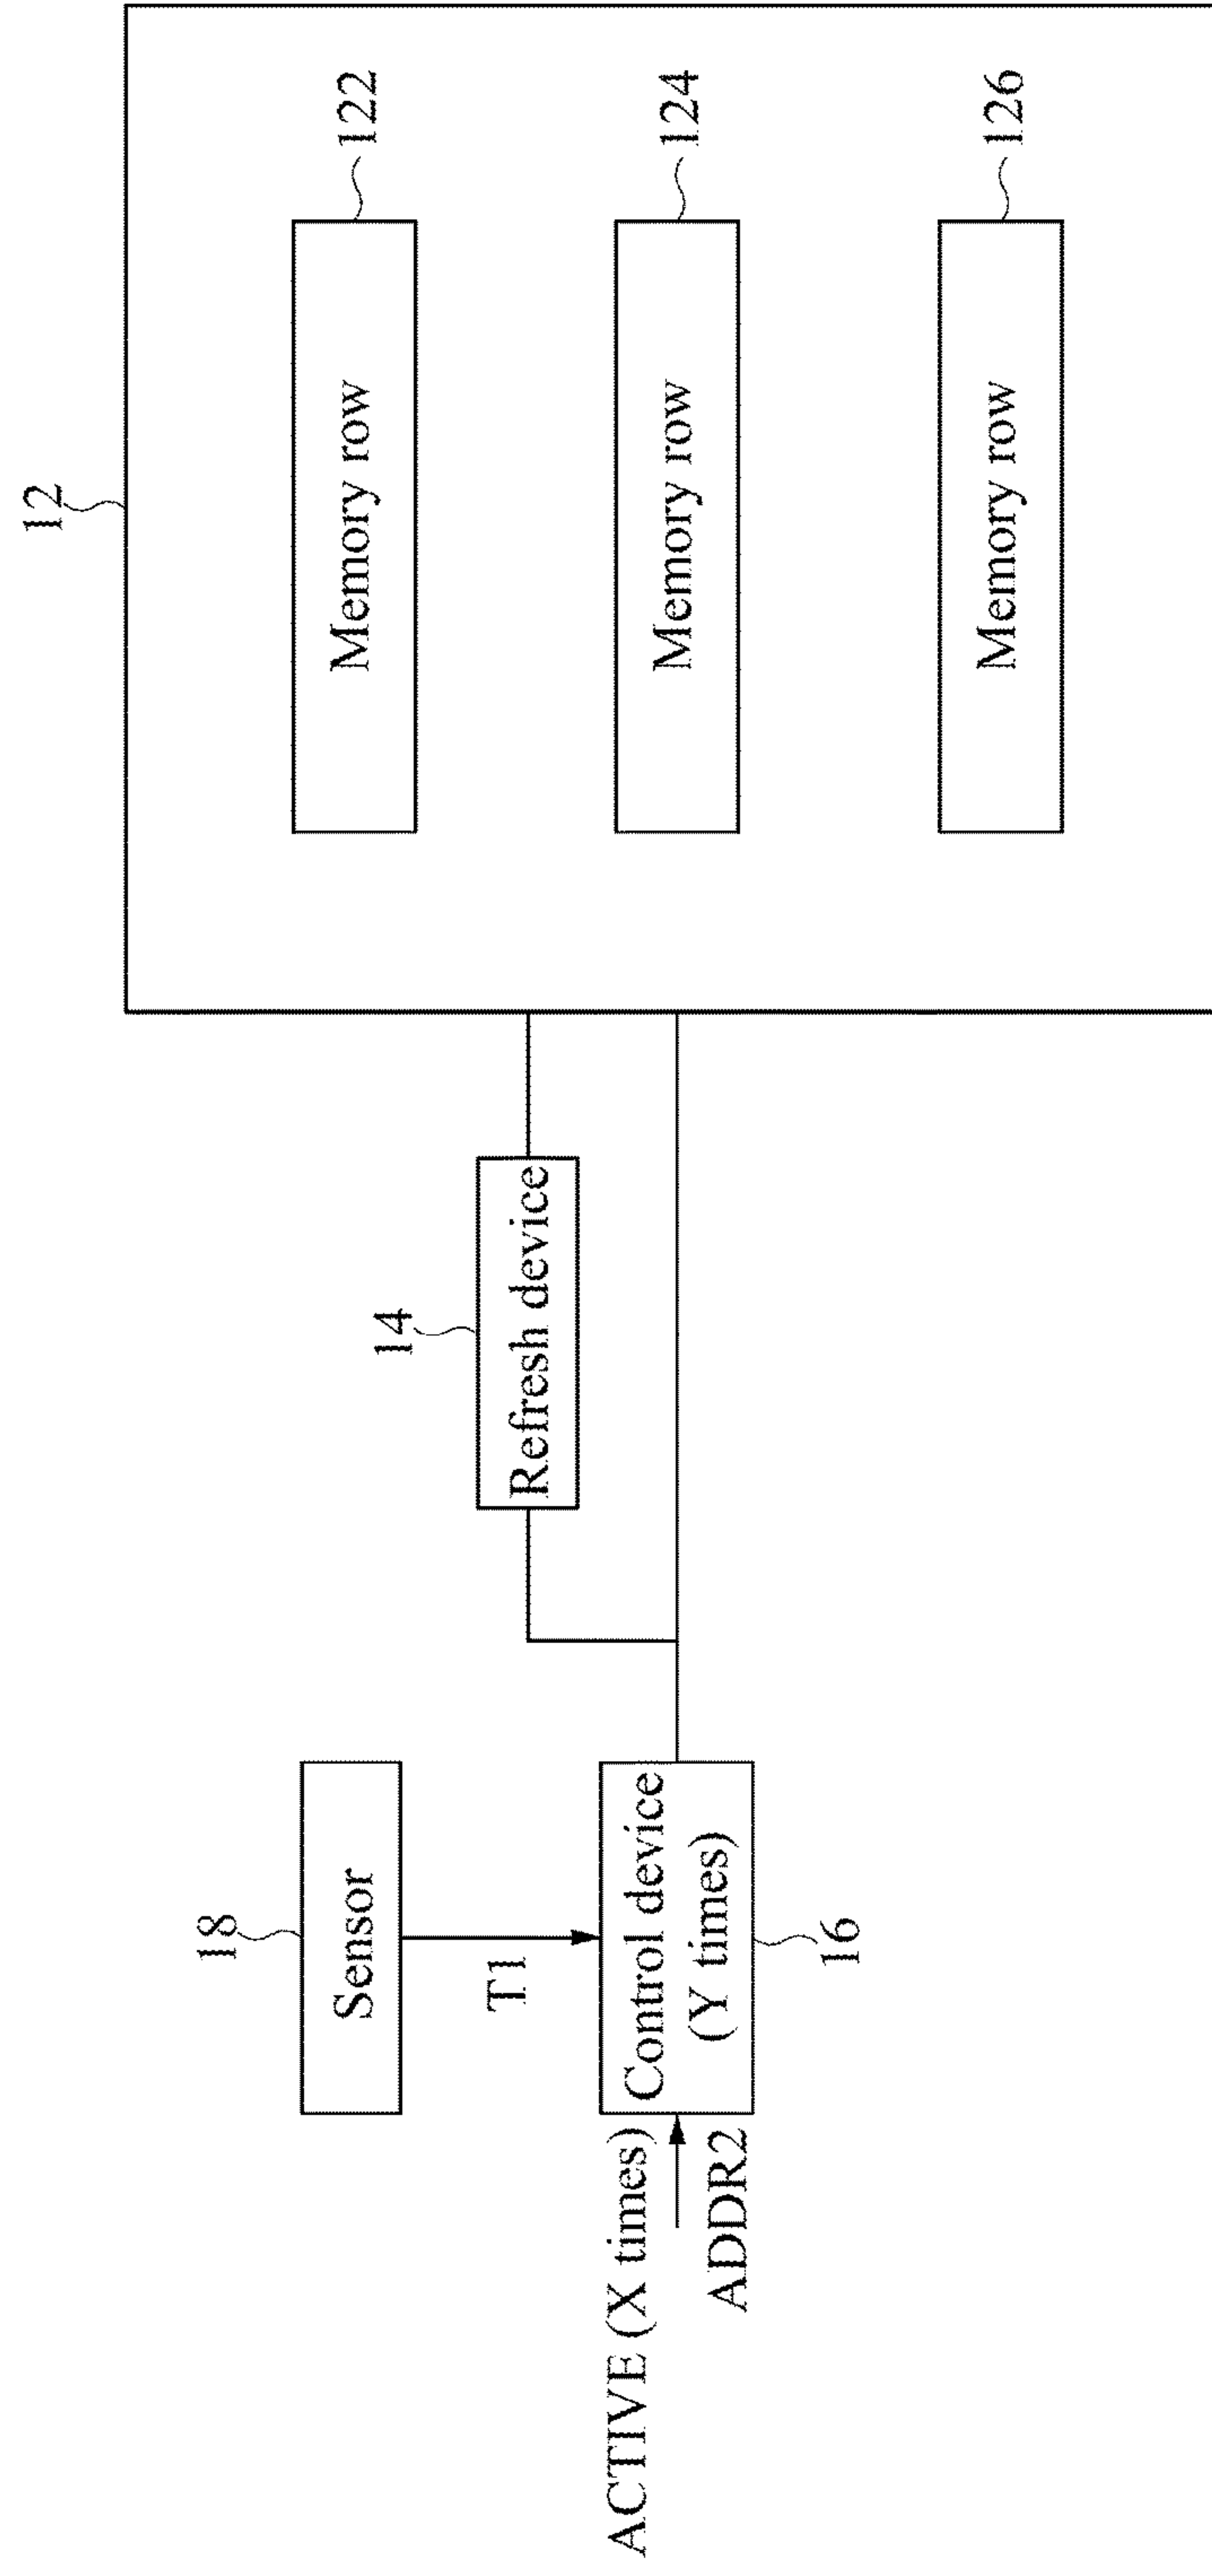 12
Memory row
122
Memory row
124
Memory row
126
14
Refresh device
18
Sensor
T1
Control device
(Y times)
16
ACTIVE (X times)
ADDR2